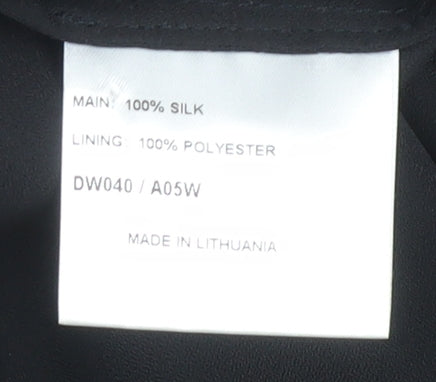 MAIN: 100% SILK
LINING: 100% POLYESTER
DW040 / A05W
MADE IN LITHUANIA